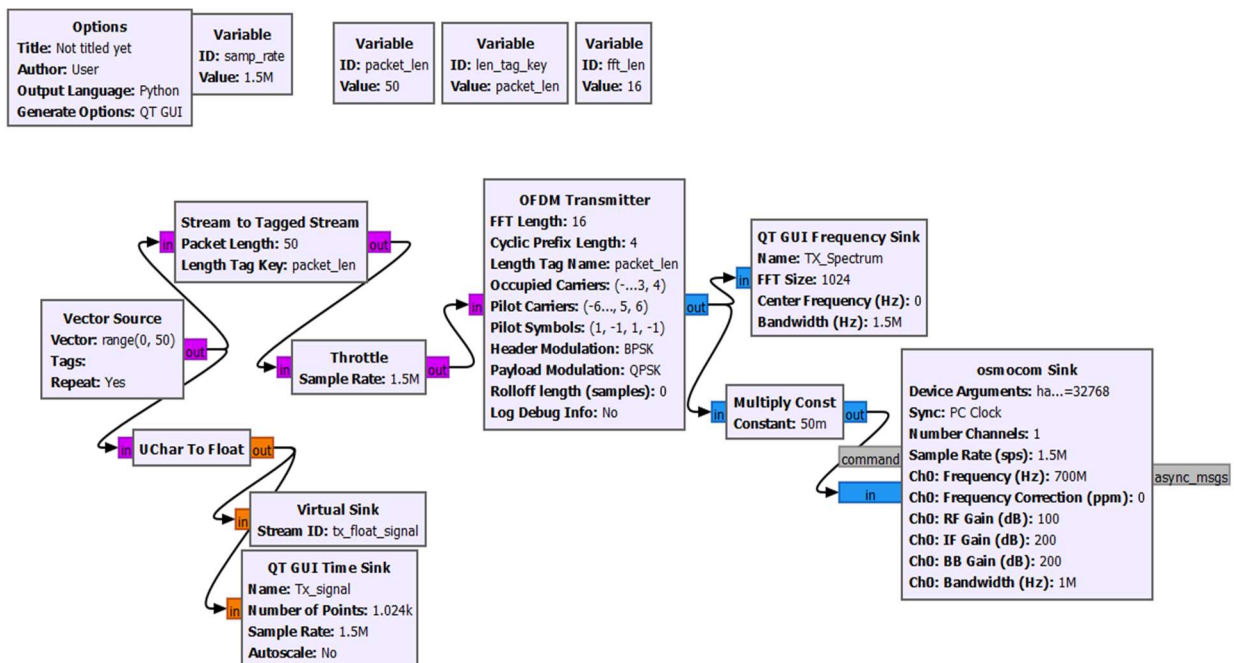 Options
Title: Not titled yet
Author: User
Output Language: Python
Generate Options: QT GUI
Variable
ID: samp_rate
Value: 1.5M
Variable
ID: packet_len
Value: 50
Variable
ID: len_tag_key
Value: packet_len
Variable
ID: fft_len
Value: 16
Stream to Tagged Stream
Packet Length: 50
Length Tag Key: packet_len
in
out
Vector Source
Vector: range(0, 50)
Tags:
Repeat: Yes
out
Throttle
Sample Rate: 1.5M
in
out
UChar To Float
in
out
Virtual Sink
Stream ID: tx_float_signal
in
QT GUI Time Sink
Name: Tx_signal
Number of Points: 1.024k
Sample Rate: 1.5M
Autoscale: No
in
OFDM Transmitter
FFT Length: 16
Cyclic Prefix Length: 4
Length Tag Name: packet_len
Occupied Carriers: (-...3, 4)
Pilot Carriers: (-6..., 5, 6)
Pilot Symbols: (1, -1, 1, -1)
Header Modulation: BPSK
Payload Modulation: QPSK
Rolloff length (samples): 0
Log Debug Info: No
in
out
QT GUI Frequency Sink
Name: TX_Spectrum
FFT Size: 1024
Center Frequency (Hz): 0
Bandwidth (Hz): 1.5M
in
Multiply Const
Constant: 50m
in
out
osmocom Sink
Device Arguments: ha...=32768
Sync: PC Clock
Number Channels: 1
Sample Rate (sps): 1.5M
Ch0: Frequency (Hz): 700M
Ch0: Frequency Correction (ppm): 0
Ch0: RF Gain (dB): 100
Ch0: IF Gain (dB): 200
Ch0: BB Gain (dB): 200
Ch0: Bandwidth (Hz): 1M
command
in
async_msgs